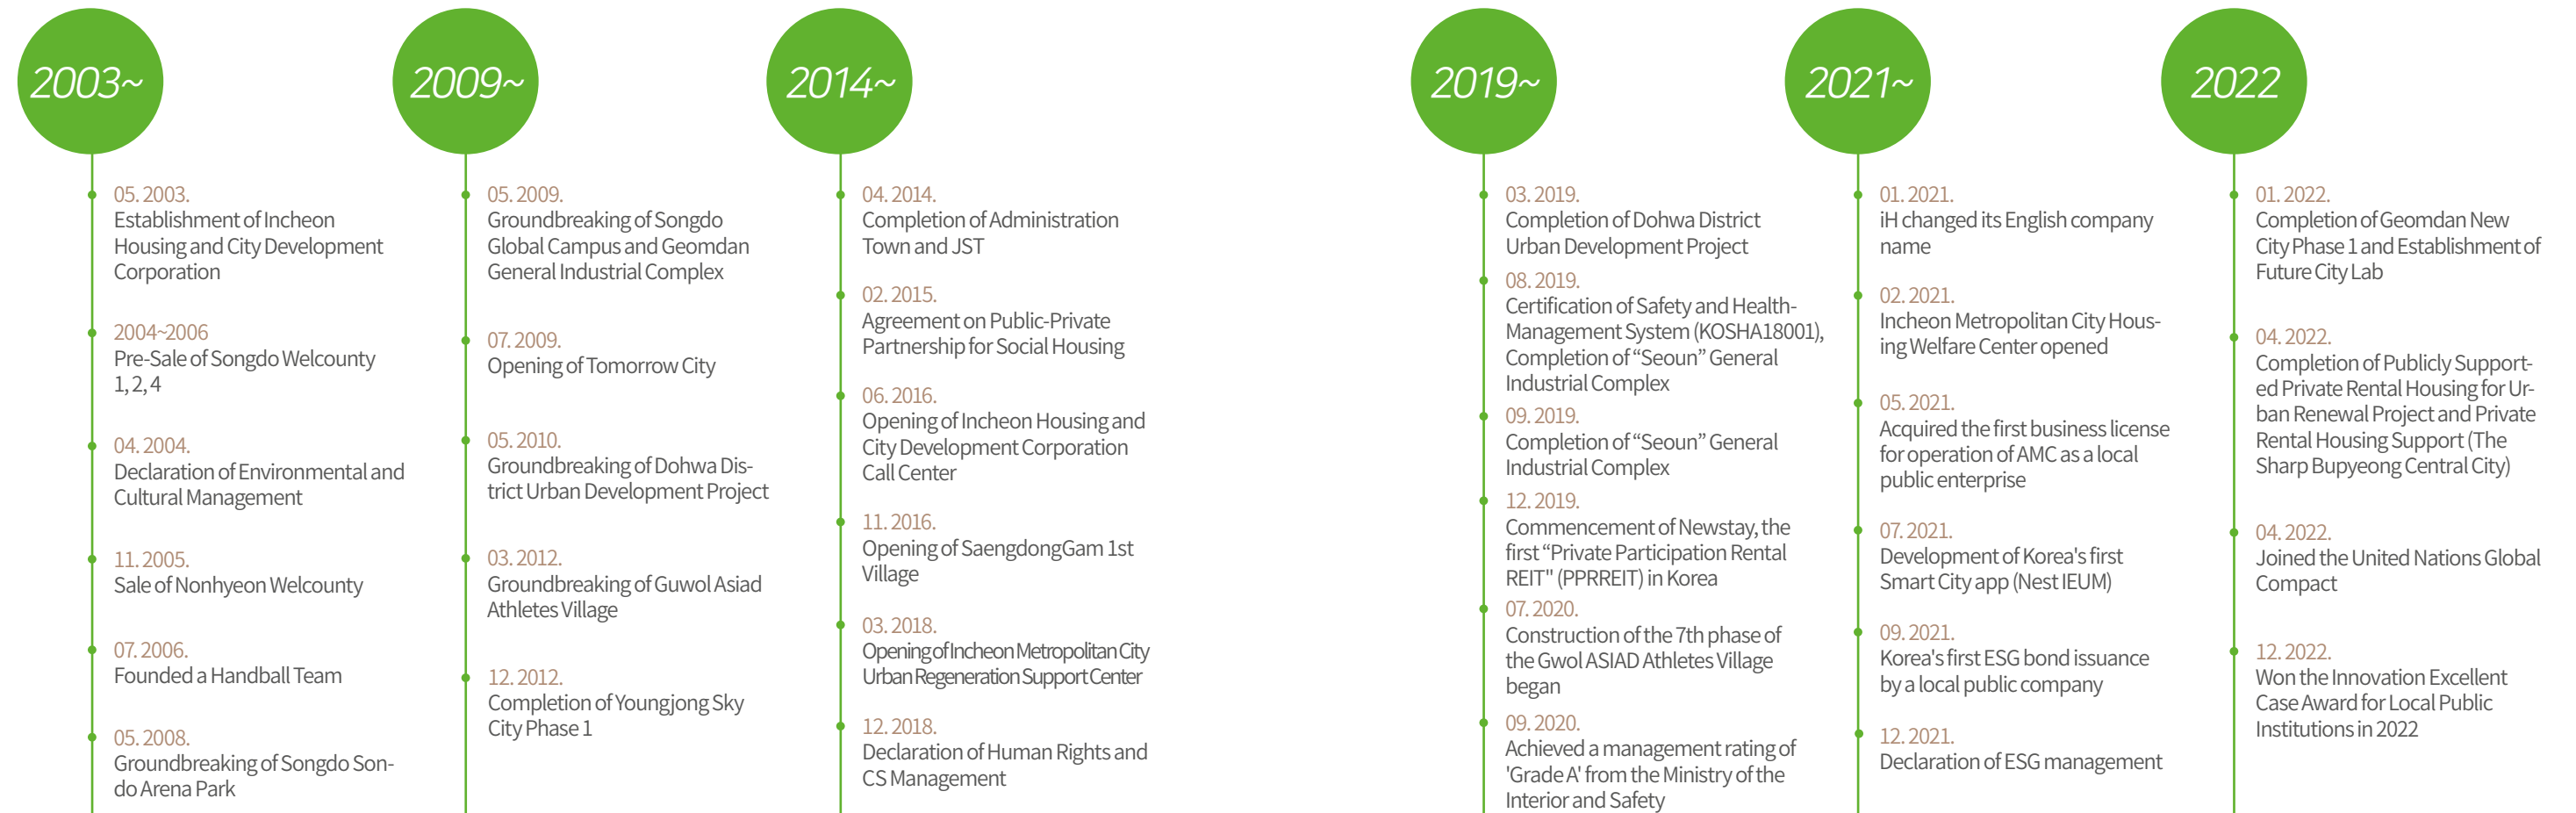 2003~
05. 2003.
Establishment of Incheon
Housing and City Development
Corporation
2004~2006
Pre-Sale of Songdo Welcounty
1, 2, 4
04. 2004.
Declaration of Environmental and
Cultural Management
11. 2005.
Sale of Nonhyeon Welcounty
07. 2006.
Founded a Handball Team
05. 2008.
Groundbreaking of Songdo Son-
do Arena Park
2009~
05. 2009.
Groundbreaking of Songdo
Global Campus and Geomdan
General Industrial Complex
07. 2009.
Opening of Tomorrow City
05. 2010.
Groundbreaking of Dohwa Dis-
trict Urban Development Project
03. 2012.
Groundbreaking of Guwol Asiad
Athletes Village
12. 2012.
Completion of Youngjong Sky
City Phase 1
2014~
04. 2014.
Completion of Administration
Town and JST
02. 2015.
Agreement on Public-Private
Partnership for Social Housing
06. 2016.
Opening of Incheon Housing and
City Development Corporation
Call Center
11. 2016.
Opening of SaengdongGam 1st
Village
03. 2018.
Opening of Incheon Metropolitan City
Urban Regeneration Support Center
12. 2018.
Declaration of Human Rights and
CS Management
2019~
03. 2019.
Completion of Dohwa District
Urban Development Project
08. 2019.
Certification of Safety and Health-
Management System (KOSHA18001),
Completion of “Seoun” General
Industrial Complex
09. 2019.
Completion of “Seoun” General
Industrial Complex
12. 2019.
Commencement of Newstay, the
first “Private Participation Rental
REIT" (PPRREIT) in Korea
07. 2020.
Construction of the 7th phase of
the Gwol ASIAD Athletes Village
began
09. 2020.
Achieved a management rating of
'Grade A' from the Ministry of the
Interior and Safety
2021~
01. 2021.
iH changed its English company
name
02. 2021.
Incheon Metropolitan City Hous-
ing Welfare Center opened
05. 2021.
Acquired the first business license
for operation of AMC as a local
public enterprise
07. 2021.
Development of Korea's first
Smart City app (Nest IEUM)
09. 2021.
Korea's first ESG bond issuance
by a local public company
12. 2021.
Declaration of ESG management
2022
01. 2022.
Completion of Geomdan New
City Phase 1 and Establishment of
Future City Lab
04. 2022.
Completion of Publicly Support-
ed Private Rental Housing for Ur-
ban Renewal Project and Private
Rental Housing Support (The
Sharp Bupyeong Central City)
04. 2022.
Joined the United Nations Global
Compact
12. 2022.
Won the Innovation Excellent
Case Award for Local Public
Institutions in 2022